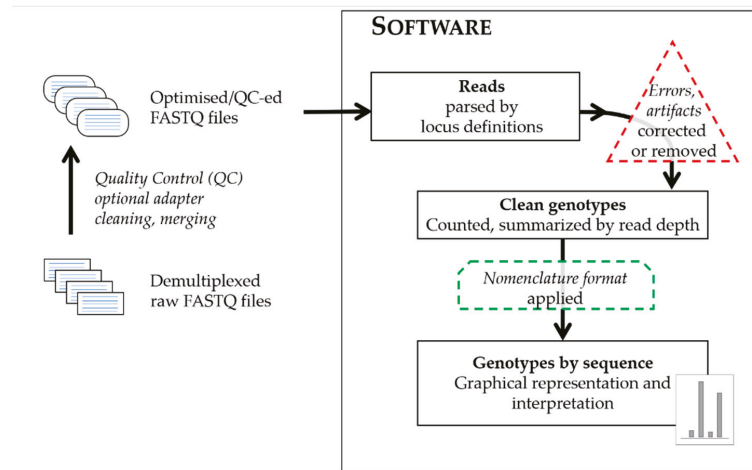 SOFTWARE
Optimised/QC-ed
FASTQ files
Reads
parsed by
locus definitions
Errors,
artifacts
corrected
or removed
Quality Control (QC)
optional adapter
cleaning, merging
Clean genotypes
Counted, summarized by read depth
Demultiplexed
raw FASTQ files
Nomenclature format
applied
Genotypes by sequence
Graphical representation and
interpretation